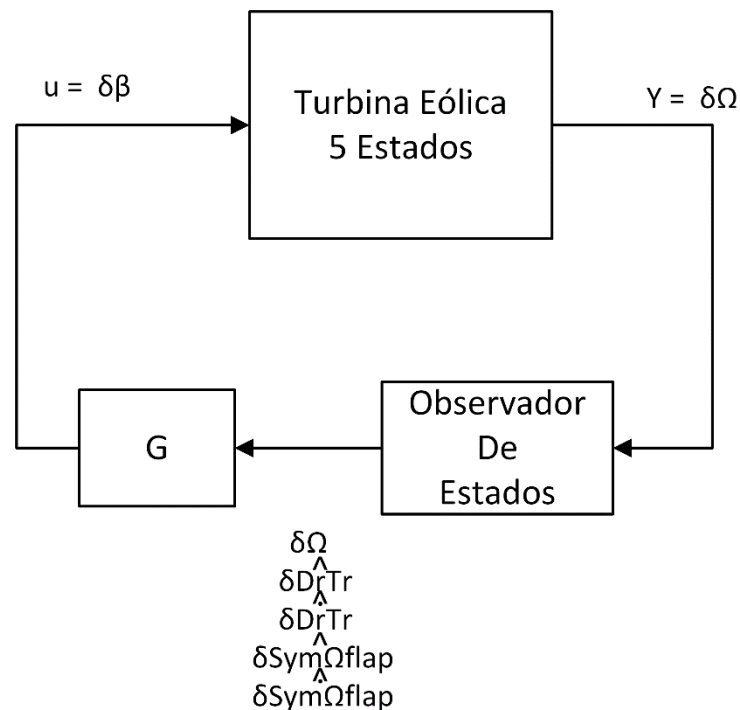 u = δβ
Turbina Eólica
5 Estados
Y = δΩ
G
Observador
De
Estados
δΩ
^
δDrTr
^̇
δDrTr
^
δSymΩflap
^̇
δSymΩflap